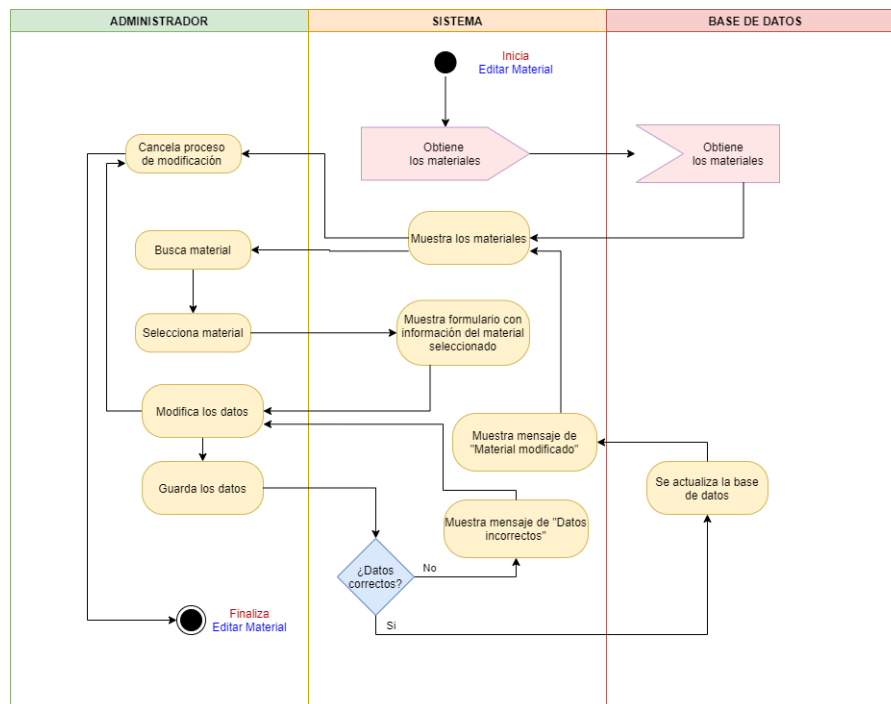 ADMINISTRADOR
SISTEMA
BASE DE DATOS
Inicia
Editar Material
Obtiene
los materiales
Obtiene
los materiales
Cancela proceso
de modificación
Muestra los materiales
Busca material
Selecciona material
Muestra formulario con
información del material
seleccionado
Modifica los datos
Muestra mensaje de
"Material modificado"
Guarda los datos
Se actualiza la base
de datos
Muestra mensaje de "Datos
incorrectos"
¿Datos
correctos?
No
Si
Finaliza
Editar Material